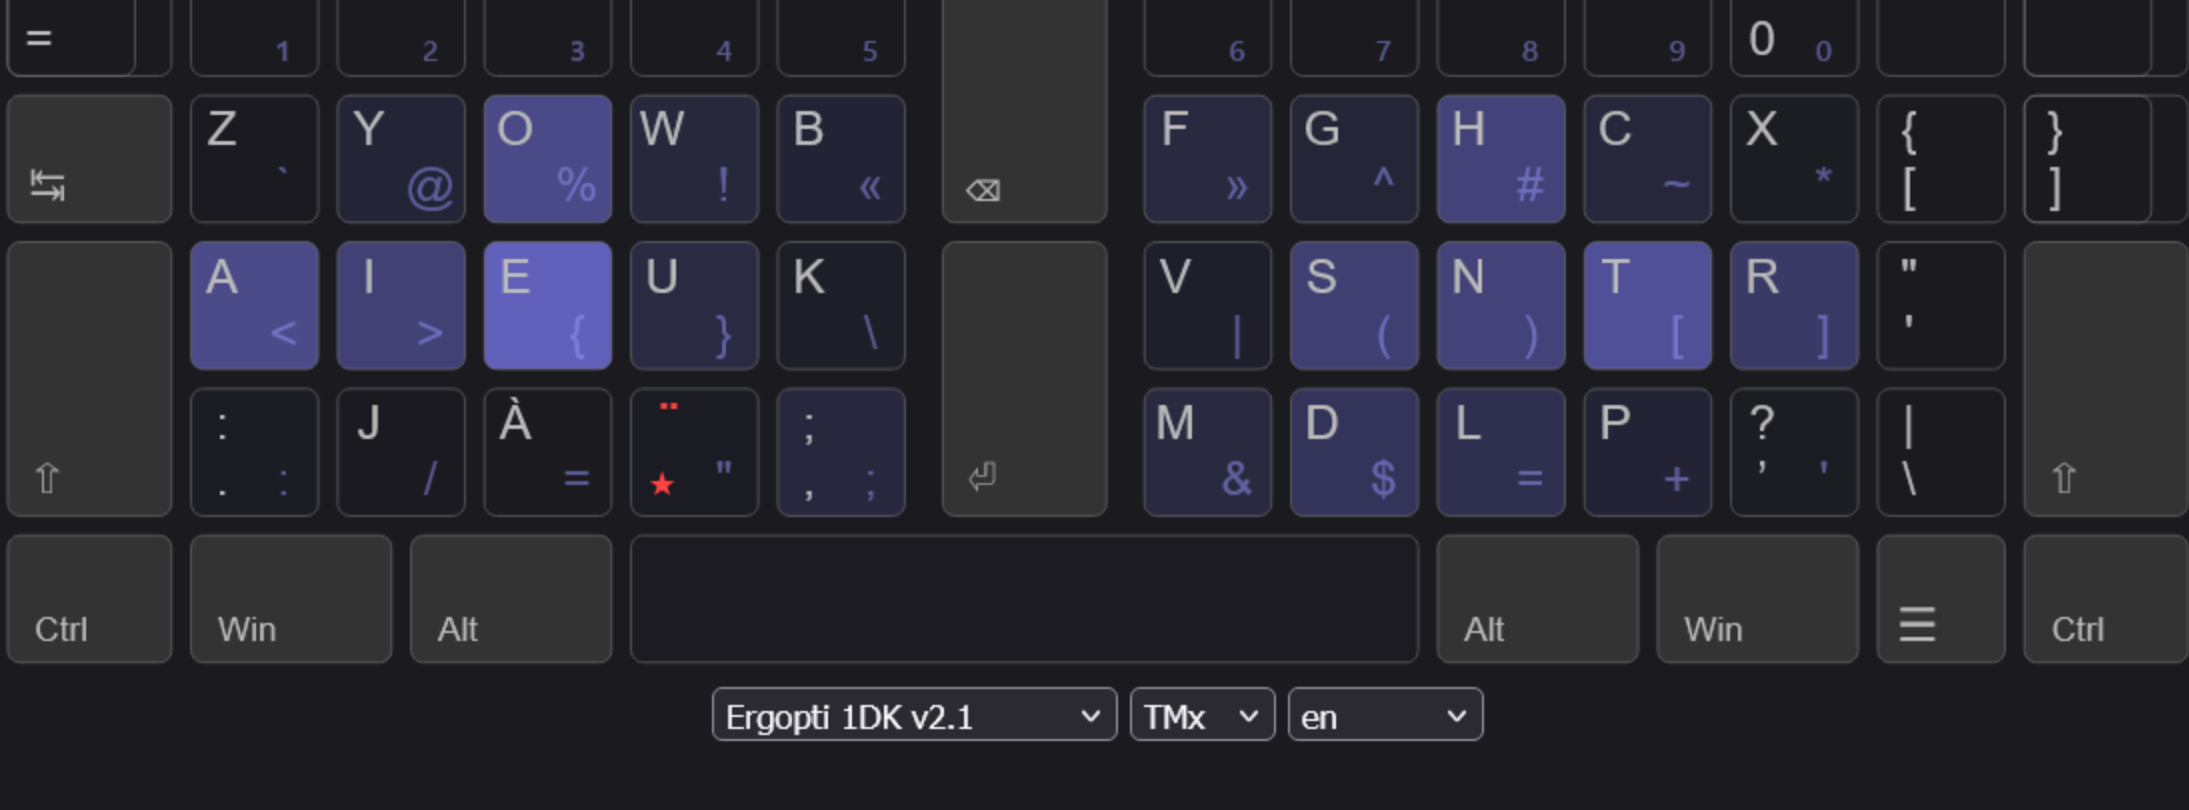 = 1 2 3 4 5 6 7 8 9 0 0
Z ` Y @ O % W ! B « ⌫ F » G ^ H # C ~ X * { [ } ]
A < I > E { U } K \ V | S ( N ) T [ R ] " '
⇧ : . : J / À = ¨ ★ " ; , ; ⏎ M & D $ L = P + ? ’ ' | \ ⇧
Ctrl Win Alt Alt Win ☰ Ctrl
Ergopti 1DK v2.1 TMx en